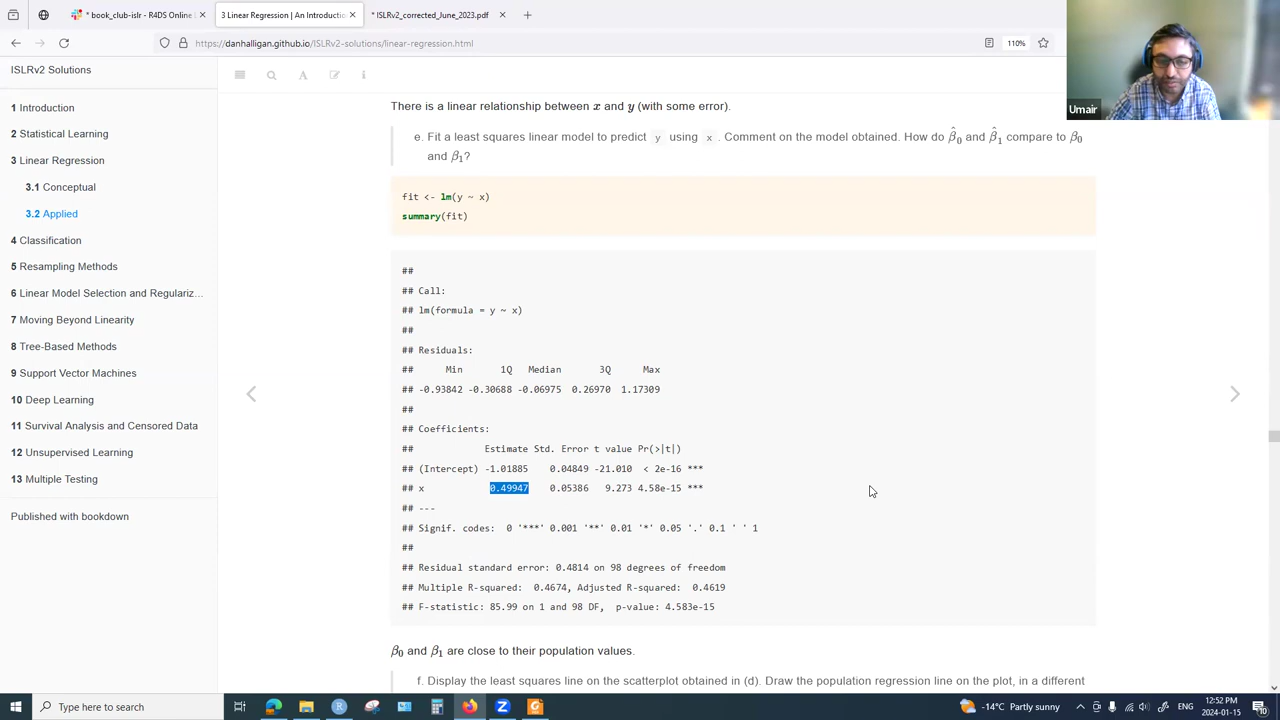 * book_club-islr - R4DS Online
3 Linear Regression | An Introduction
* ISLRv2_corrected_June_2023.pdf
https://danhalligan.github.io/ISLRv2-solutions/linear-regression.html
110%
Umair
ISLRv2 Solutions
1 Introduction
2 Statistical Learning
3 Linear Regression
3.1 Conceptual
3.2 Applied
4 Classification
5 Resampling Methods
6 Linear Model Selection and Regulariz...
7 Moving Beyond Linearity
8 Tree-Based Methods
9 Support Vector Machines
10 Deep Learning
11 Survival Analysis and Censored Data
12 Unsupervised Learning
13 Multiple Testing
Published with bookdown
There is a linear relationship between x and y (with some error).
e. Fit a least squares linear model to predict y using x . Comment on the model obtained. How do β̂0 and β̂1 compare to β0
and β1?
fit <- lm(y ~ x)
summary(fit)
##
## Call:
## lm(formula = y ~ x)
##
## Residuals:
## Min 1Q Median 3Q Max
## -0.93842 -0.30688 -0.06975 0.26970 1.17309
##
## Coefficients:
## Estimate Std. Error t value Pr(>|t|)
## (Intercept) -1.01885 0.04849 -21.010 < 2e-16 ***
## x 0.49947 0.05386 9.273 4.58e-15 ***
## ---
## Signif. codes: 0 '***' 0.001 '**' 0.01 '*' 0.05 '.' 0.1 ' ' 1
##
## Residual standard error: 0.4814 on 98 degrees of freedom
## Multiple R-squared: 0.4674, Adjusted R-squared: 0.4619
## F-statistic: 85.99 on 1 and 98 DF, p-value: 4.583e-15
β0 and β1 are close to their population values.
f. Display the least squares line on the scatterplot obtained in (d). Draw the population regression line on the plot, in a different
Type here to search
-14°C Partly sunny
12:52 PM
2024-01-15